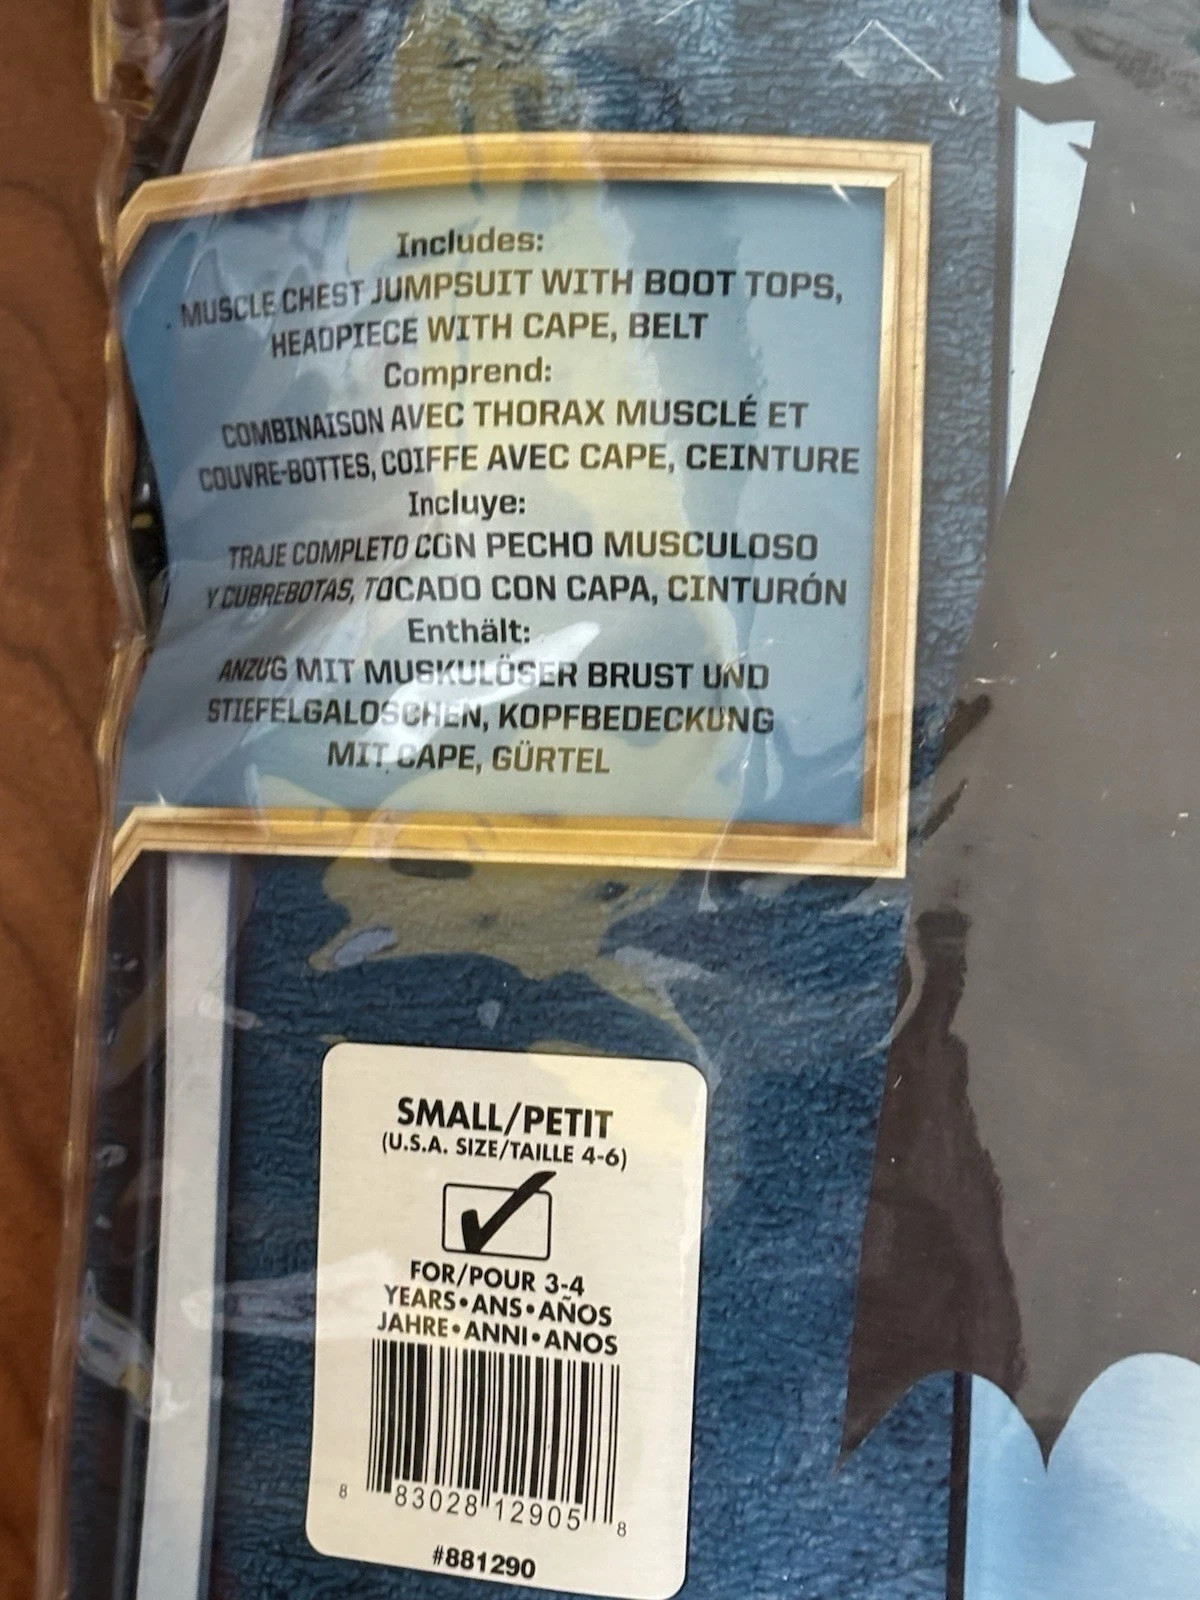 Includes:
MUSCLE CHEST JUMPSUIT WITH BOOT TOPS,
HEADPIECE WITH CAPE, BELT
Comprend:
COMBINAISON AVEC THORAX MUSCLÉ ET
COUVRE-BOTTES, COIFFE AVEC CAPE, CEINTURE
Incluye:
TRAJE COMPLETO CON PECHO MUSCULOSO
Y CUBREBOTAS, TOCADO CON CAPA, CINTURÓN
Enthält:
ANZUG MIT MUSKULÖSER BRUST UND
STIEFELGALOSCHEN, KOPFBEDECKUNG
MIT CAPE, GÜRTEL
SMALL/PETIT
(U.S.A. SIZE/TAILLE 4-6)
FOR/POUR 3-4
YEARS•ANS•AÑOS
JAHRE•ANNI•ANOS
8 83028 12905 8
#881290